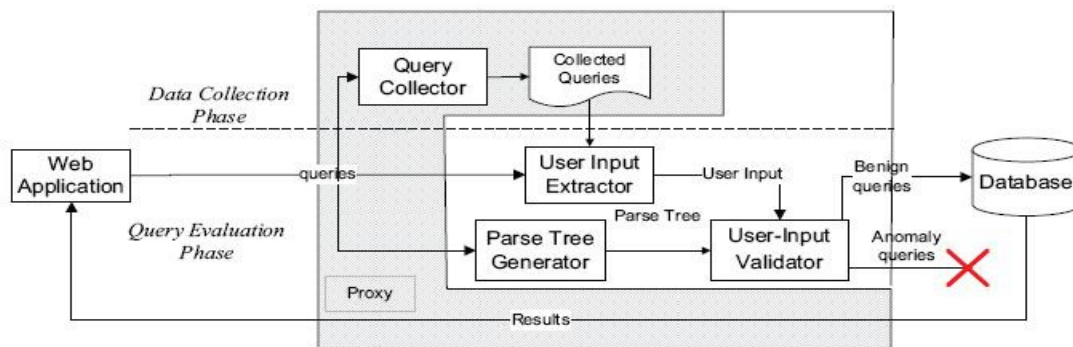 Query
Collector
Collected
Queries
Data Collection
Phase
Web
Application
queries
User Input
Extractor
User Input
Benign
queries
Database
Query Evaluation
Phase
Parse Tree
Generator
Parse Tree
User-Input
Validator
Anomaly
queries
Proxy
Results